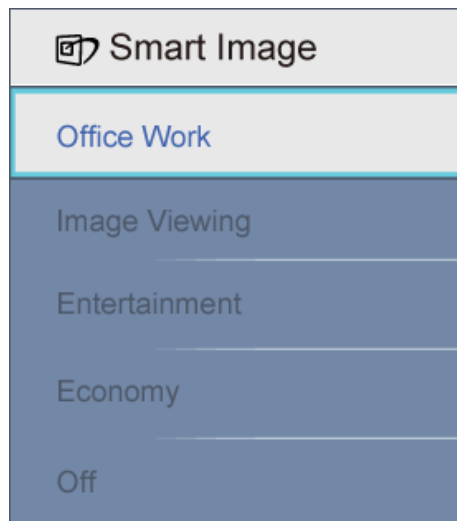 Smart Image
Office Work
Image Viewing
Entertainment
Economy
Off